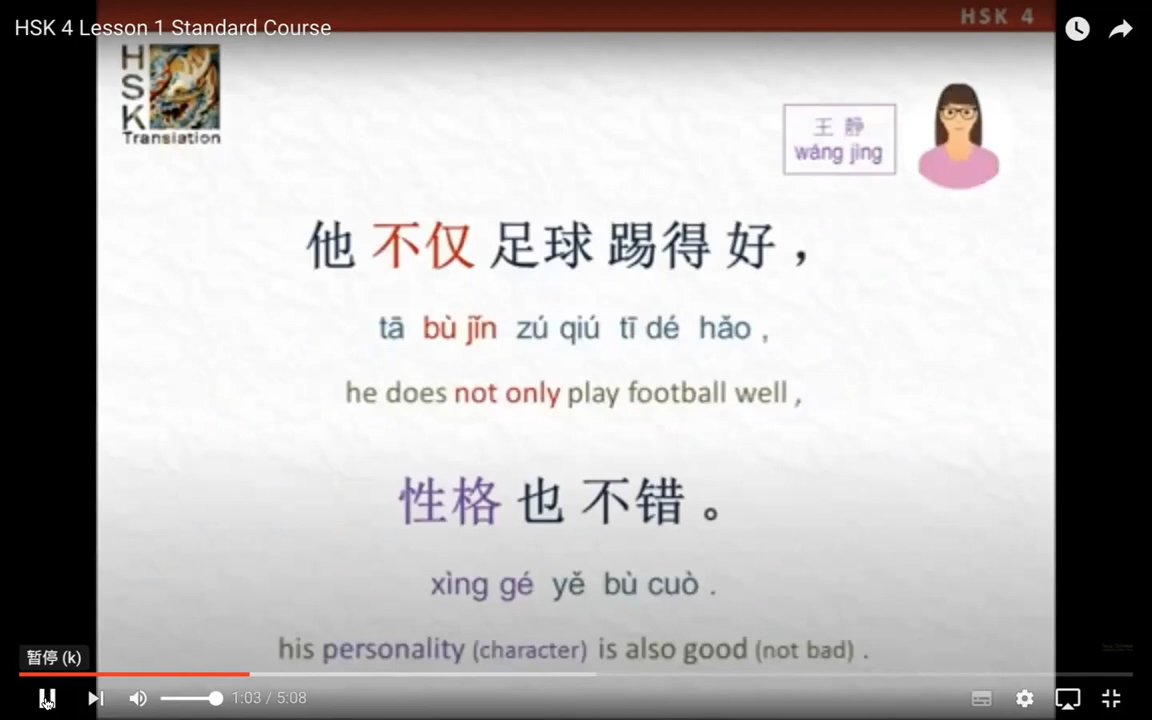 HSK 4 Lesson 1 Standard Course
HSK 4
HSK
Translation
王 静
wáng jìng
他 不仅 足球 踢得 好，
tā bù jǐn zú qiú tī dé hǎo ,
he does not only play football well ,
性格 也 不错 。
xìng gé yě bù cuò .
his personality (character) is also good (not bad) .
暂停 (k)
1:03 / 5:08